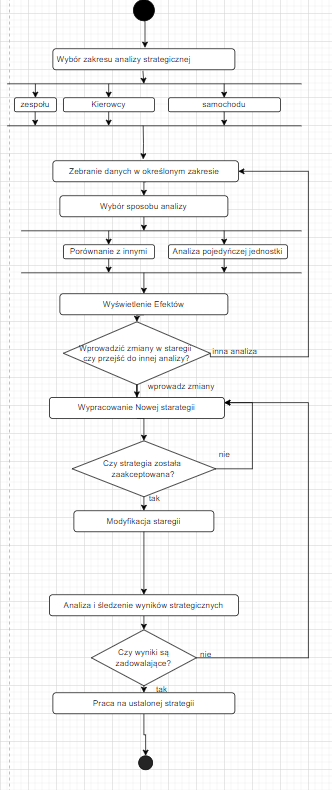 Wybór zakresu analizy strategicznej
zespołu
Kierowcy
samochodu
Zebranie danych w określonym zakresie
Wybór sposobu analizy
Porównanie z innymi
Analiza pojedyńczej jednostki
Wyświetlenie Efektów
Wprowadzić zmiany w staregii
czy przejść do innej analizy?
inna analiza
wprowadz zmiany
Wypracowanie Nowej starategii
Czy strategia została
zaakceptowana?
nie
tak
Modyfikacja staregii
Analiza i śledzenie wyników strategicznych
Czy wyniki są
zadowalające?
nie
tak
Praca na ustalonej strategii